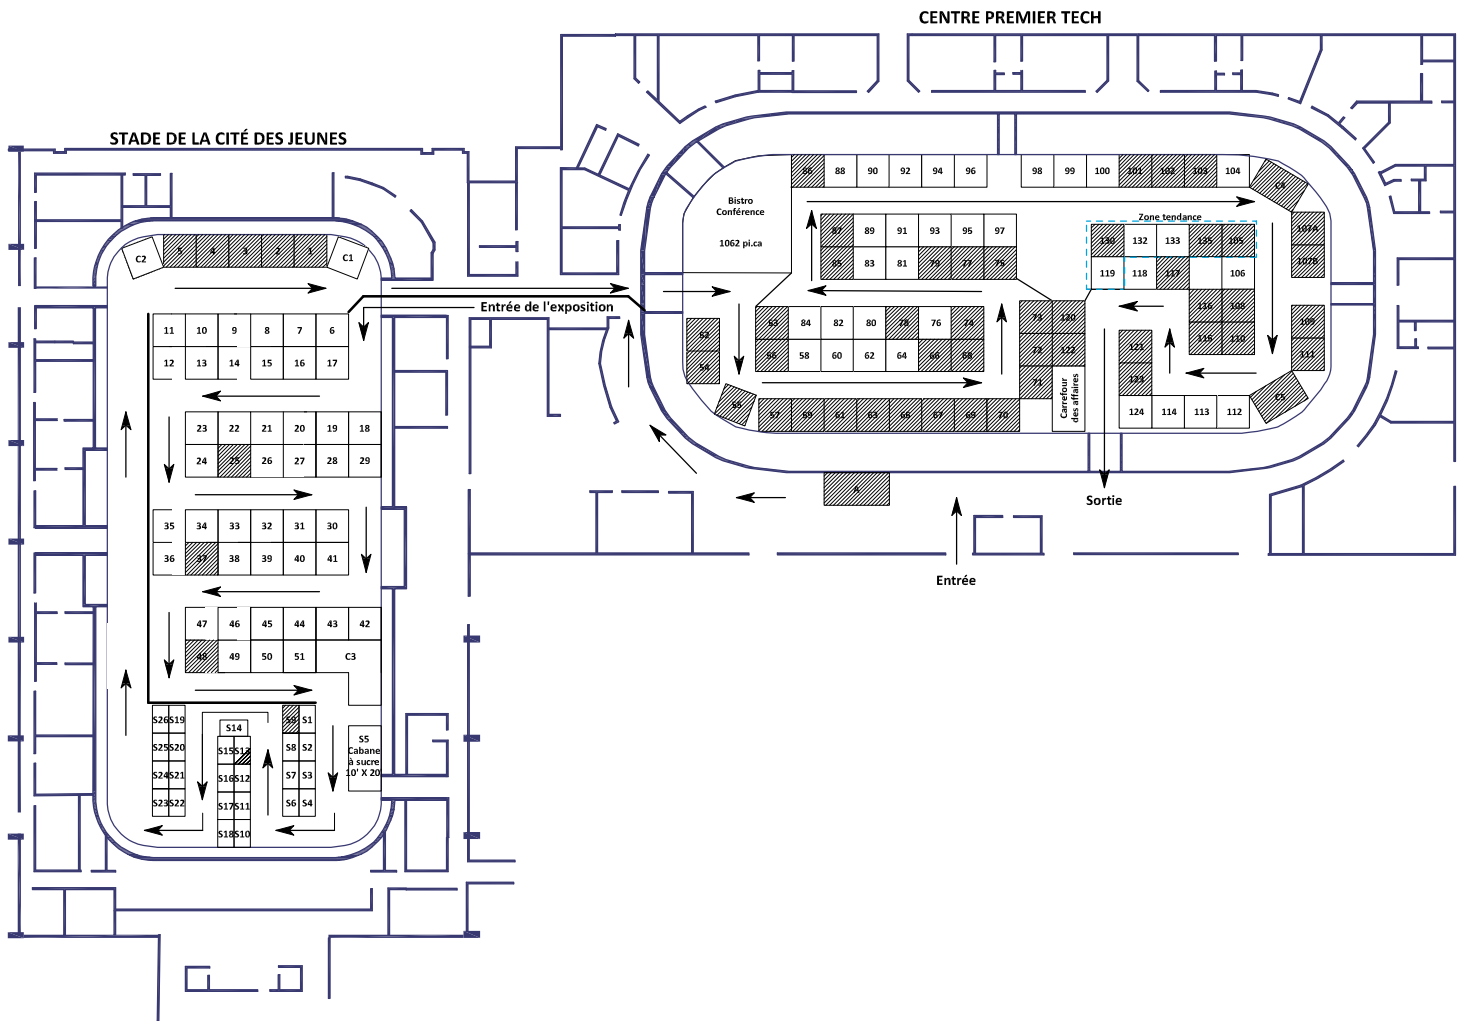 CENTRE PREMIER TECH
STADE DE LA CITÉ DES JEUNES
C2 5 4 3 2 1 C1
Entrée de l'exposition
11 10 9 8 7 6
12 13 14 15 16 17
23 22 21 20 19 18
24 25 26 27 28 29
35 34 33 32 31 30
36 37 38 39 40 41
47 46 45 44 43 42
48 49 50 51 C3
S26 S19 S14 S9 S1
S25 S20 S15 S13 S8 S2
S24 S21 S16 S12 S7 S3
S23 S22 S17 S11 S6 S4
S18 S10
S5
Cabane
à sucre
10' X 20'
Bistro
Conférence
1062 pi.ca
86 88 90 92 94 96 98 99 100 101 102 103 104 C4
87 89 91 93 95 97
85 83 81 79 77 75
Zone tendance
130 132 133 135 105
119 118 117 106
107A
107B
84 82 80 78 76 74
56 58 60 62 64 66 68
52
54
73 120
72 122
71
116 108
115 110
109
111
121
123
57 59 61 63 65 67 69 70
Carrefour
des affaires
124 114 113 112
C5
A
Sortie
Entrée